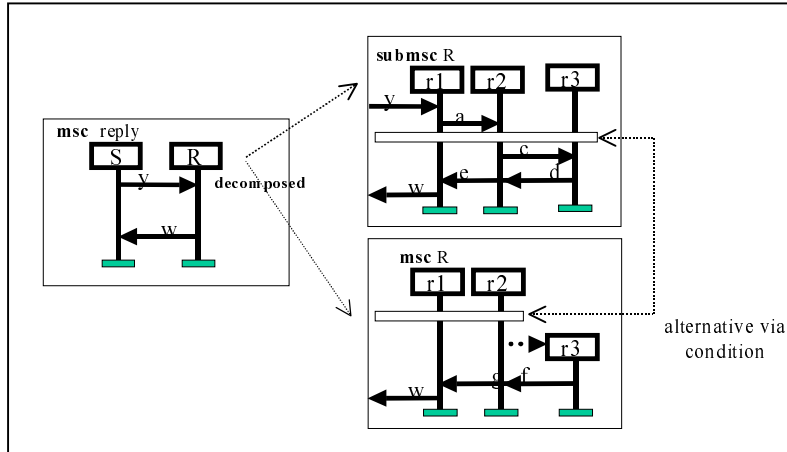 msc reply
S R
y
decomposed
w
submsc R
r1 r2 r3
y
a
c
e d
w
msc R
r1 r2
r3
g f
w
alternative via
condition